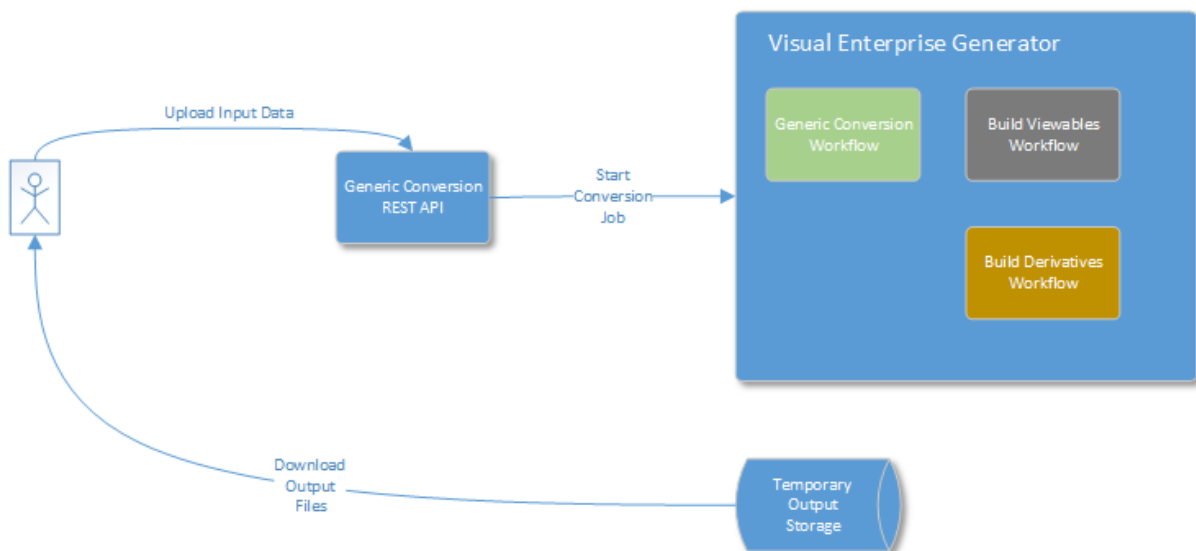 Visual Enterprise Generator
Upload Input Data
Generic Conversion
Workflow
Build Viewables
Workflow
Generic Conversion
REST API
Start
Conversion
Job
Build Derivatives
Workflow
Download
Output
Files
Temporary
Output
Storage